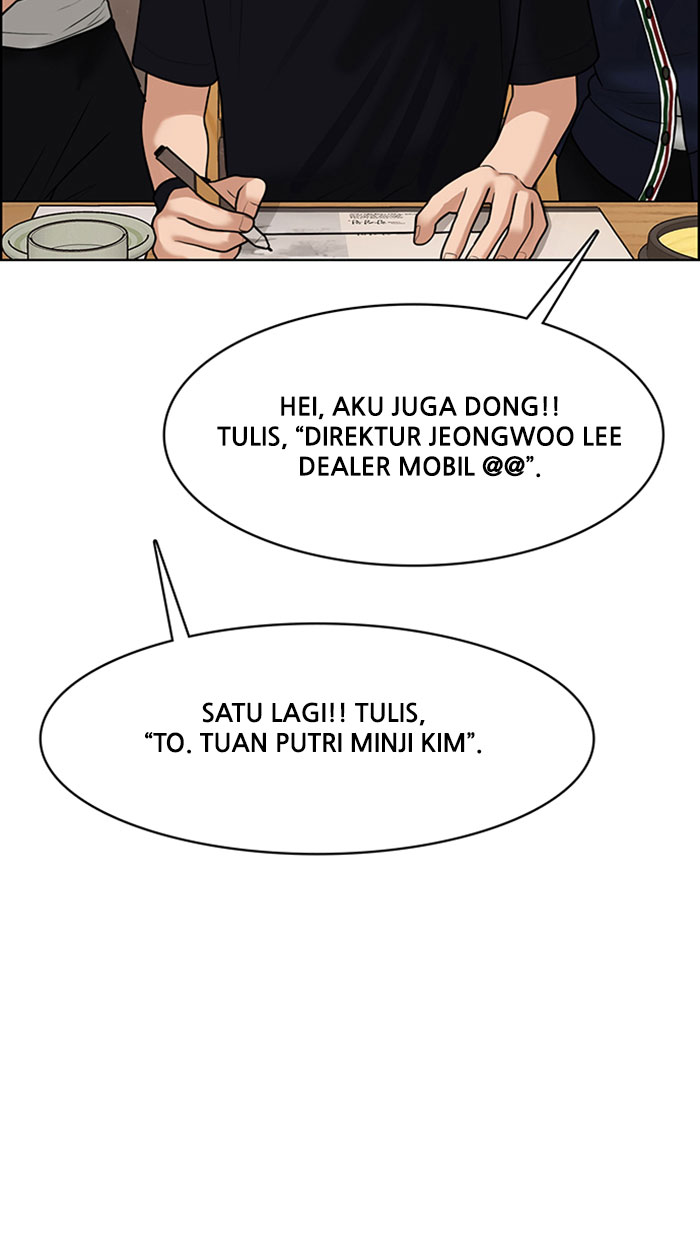 HEI, AKU JUGA DONG!!
TULIS, “DIREKTUR JEONGWOO LEE
DEALER MOBIL @@”.
SATU LAGI!! TULIS,
“TO. TUAN PUTRI MINJI KIM”.